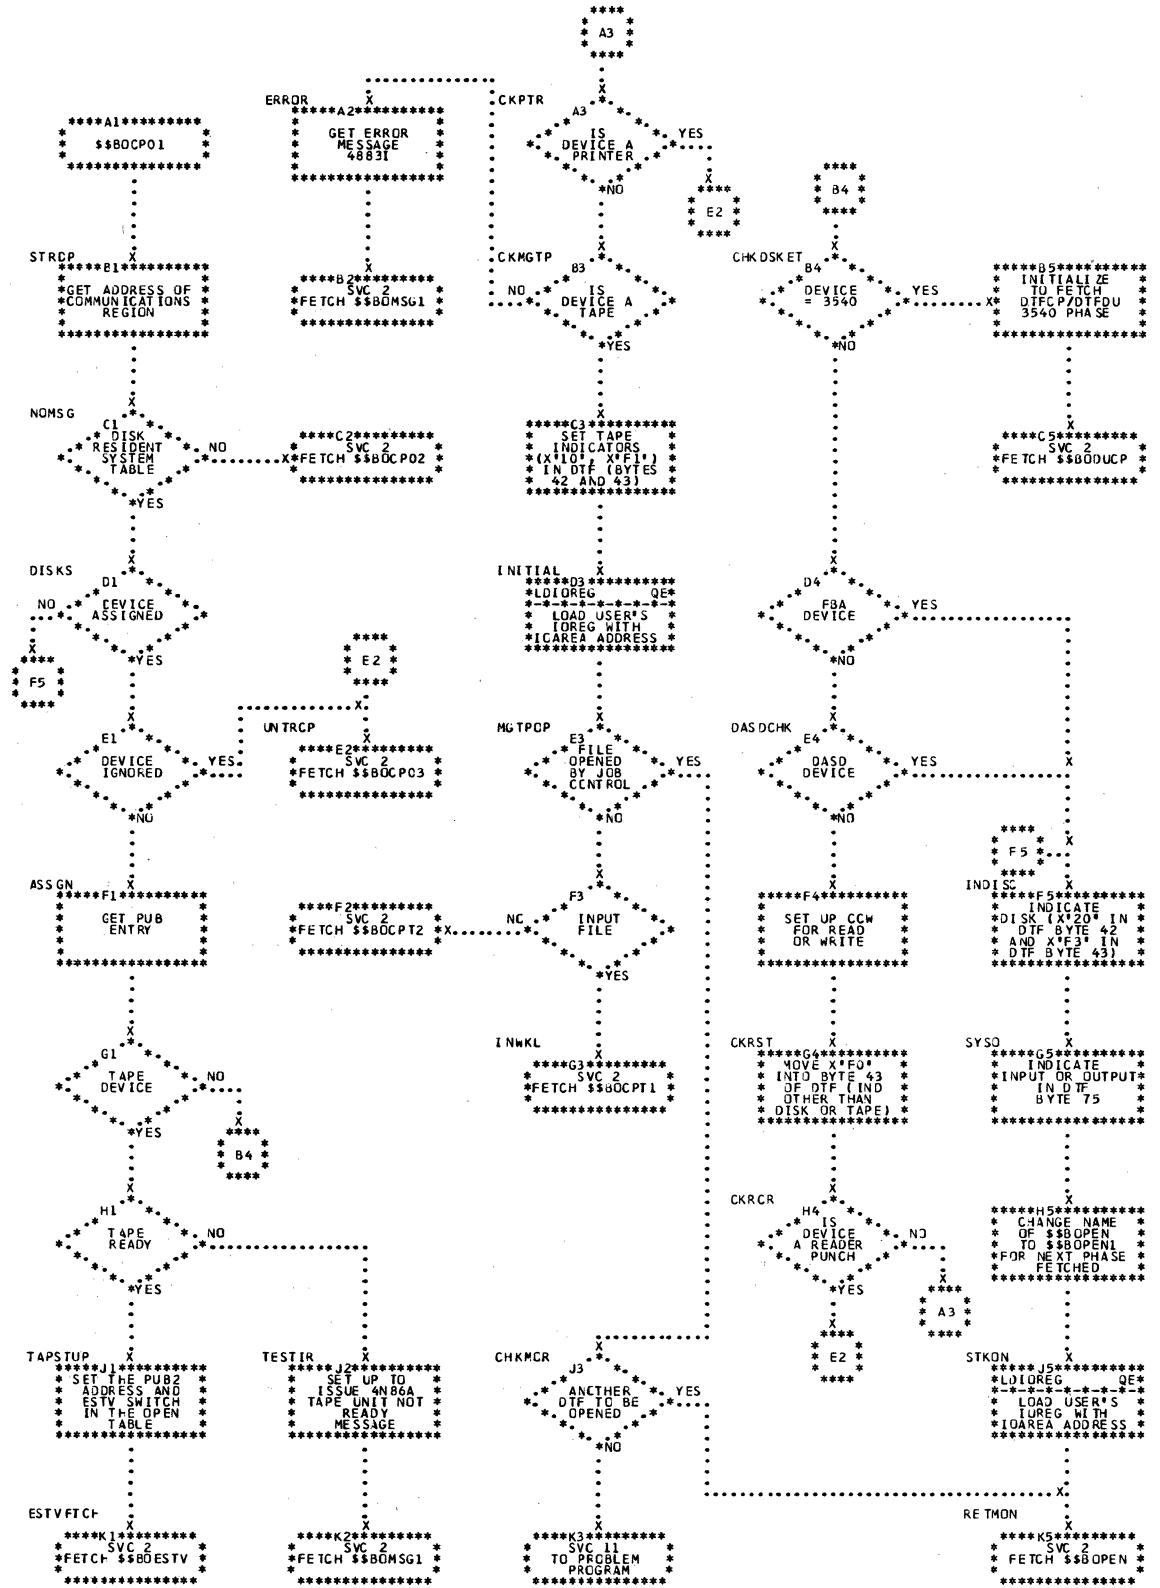 A3
ERROR
CKPTR
A1
$$BOCP01
A2
GET ERROR
MESSAGE
4883I
A3
IS
DEVICE A
PRINTER
YES
NO
E2
B4
STRCP
B1
GET ADDRESS OF
COMMUNICATIONS
REGION
B2
SVC 2
FETCH $$BOMSG1
CKMGTP
B3
IS
DEVICE A
TAPE
NO
YES
CHKDSKET
B4
DEVICE
= 3540
YES
NO
B5
INITIALIZE
TO FETCH
DTFCP/DTFDU
3540 PHASE
NOMSG
C1
DISK
RESIDENT
SYSTEM
TABLE
NO
YES
C2
SVC 2
FETCH $$BOCP02
C3
SET TAPE
INDICATORS
(X'10', X'F1')
IN DTF (BYTES
42 AND 43)
C5
SVC 2
FETCH $$BODUCP
DISKS
D1
DEVICE
ASSIGNED
NO
YES
F5
INITIAL
D3
LDIOREG QE
LOAD USER'S
IOREG WITH
IOAREA ADDRESS
D4
FBA
DEVICE
YES
NO
E2
E1
DEVICE
IGNORED
YES
NO
UNTRCP
E2
SVC 2
FETCH $$BOCP03
MGTPOP
E3
FILE
OPENED
BY JOB
CONTROL
YES
NO
DASDCHK
E4
DASD
DEVICE
YES
NO
F5
ASSGN
F1
GET PUB
ENTRY
F2
SVC 2
FETCH $$BOCPT2
NO
F3
INPUT
FILE
YES
F4
SET UP CCW
FOR READ
OR WRITE
INDISC
F5
INDICATE
DISK (X'20' IN
DTF BYTE 42
AND X'F3' IN
DTF BYTE 43)
G1
TAPE
DEVICE
NO
YES
B4
INWKL
G3
SVC 2
FETCH $$BOCPT1
CKRST
G4
MOVE X'F0'
INTO BYTE 43
OF DTF (IND
OTHER THAN
DISK OR TAPE)
SYSO
G5
INDICATE
INPUT OR OUTPUT
IN DTF
BYTE 75
H1
TAPE
READY
NO
YES
CKRCR
H4
IS
DEVICE
A READER
PUNCH
NO
YES
A3
E2
H5
CHANGE NAME
OF $$BOPEN
TO $$BOPEN1
FOR NEXT PHASE
FETCHED
TAPSTUP
J1
SET THE PUB2
ADDRESS AND
ESTV SWITCH
IN THE OPEN
TABLE
TESTIR
J2
SET UP TO
ISSUE 4N86A
TAPE UNIT NOT
READY
MESSAGE
CHKMCR
J3
ANOTHER
DTF TO BE
OPENED
YES
NO
STKON
J5
LDIOREG QE
LOAD USER'S
IOREG WITH
IOAREA ADDRESS
ESTVFTCH
K1
SVC 2
FETCH $$BOESTV
K2
SVC 2
FETCH $$BOMSG1
K3
SVC 11
TO PROBLEM
PROGRAM
RETMON
K5
SVC 2
FETCH $$BOPEN